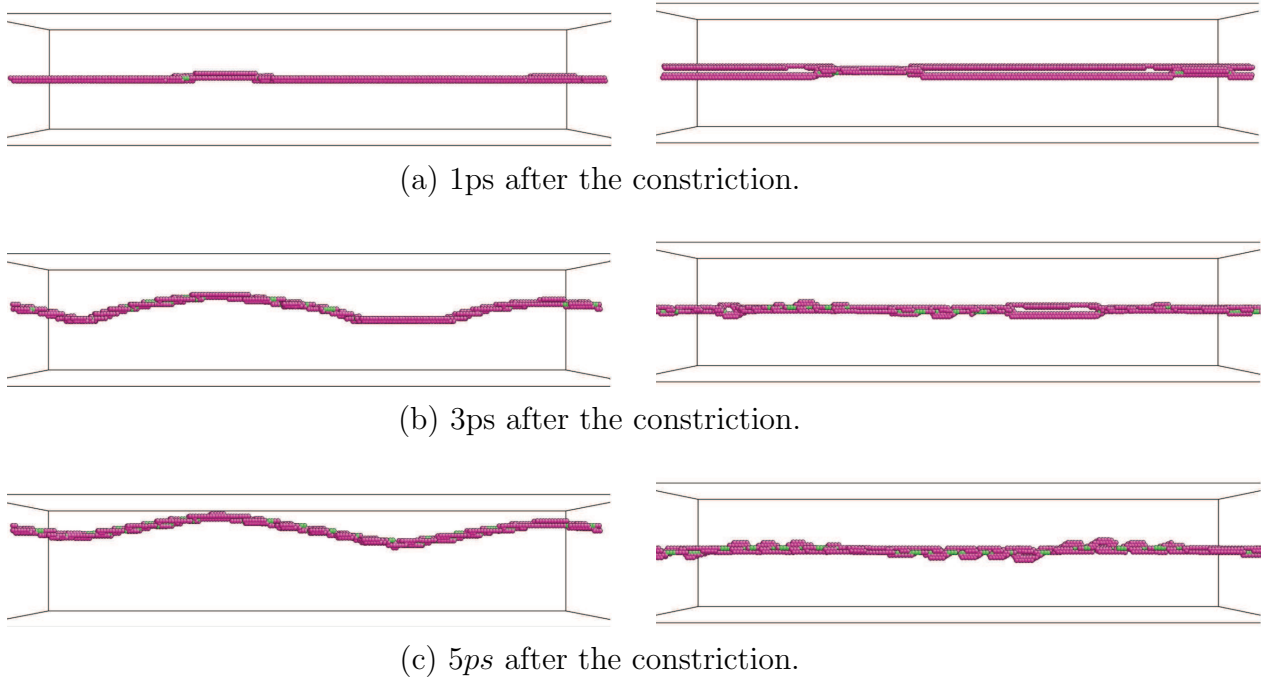 (a) 1ps after the constriction.
(b) 3ps after the constriction.
(c) 5ps after the constriction.